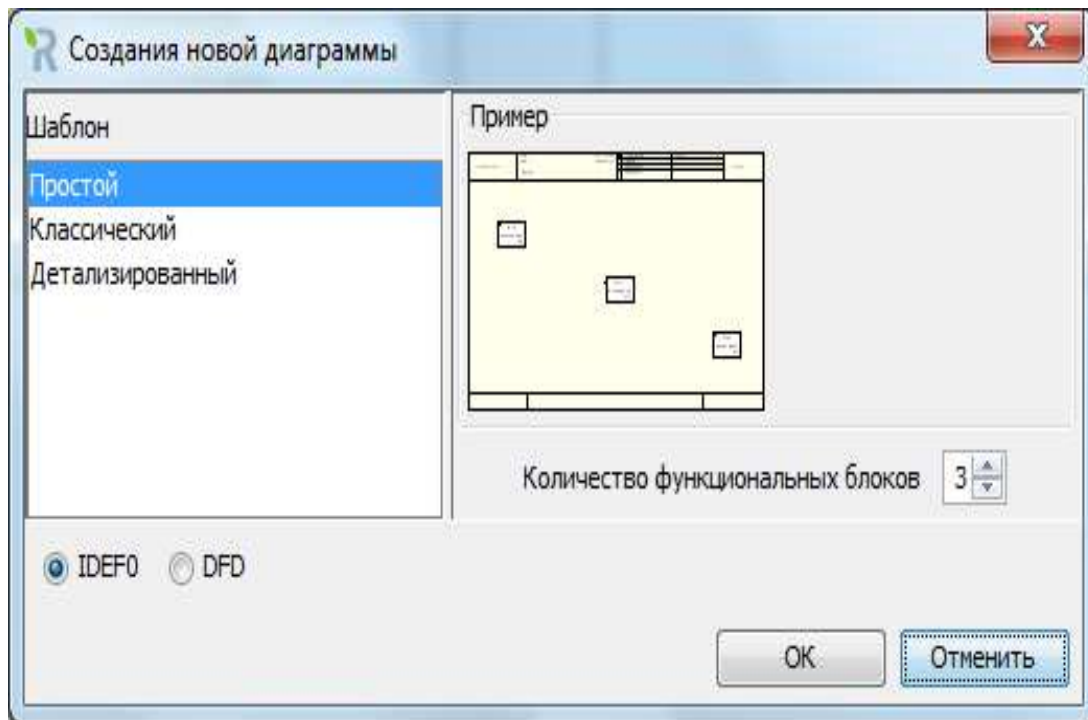 Создания новой диаграммы
Шаблон
Простой
Классический
Детализированный
Пример
Количество функциональных блоков 3
IDEF0 DFD
OK Отменить